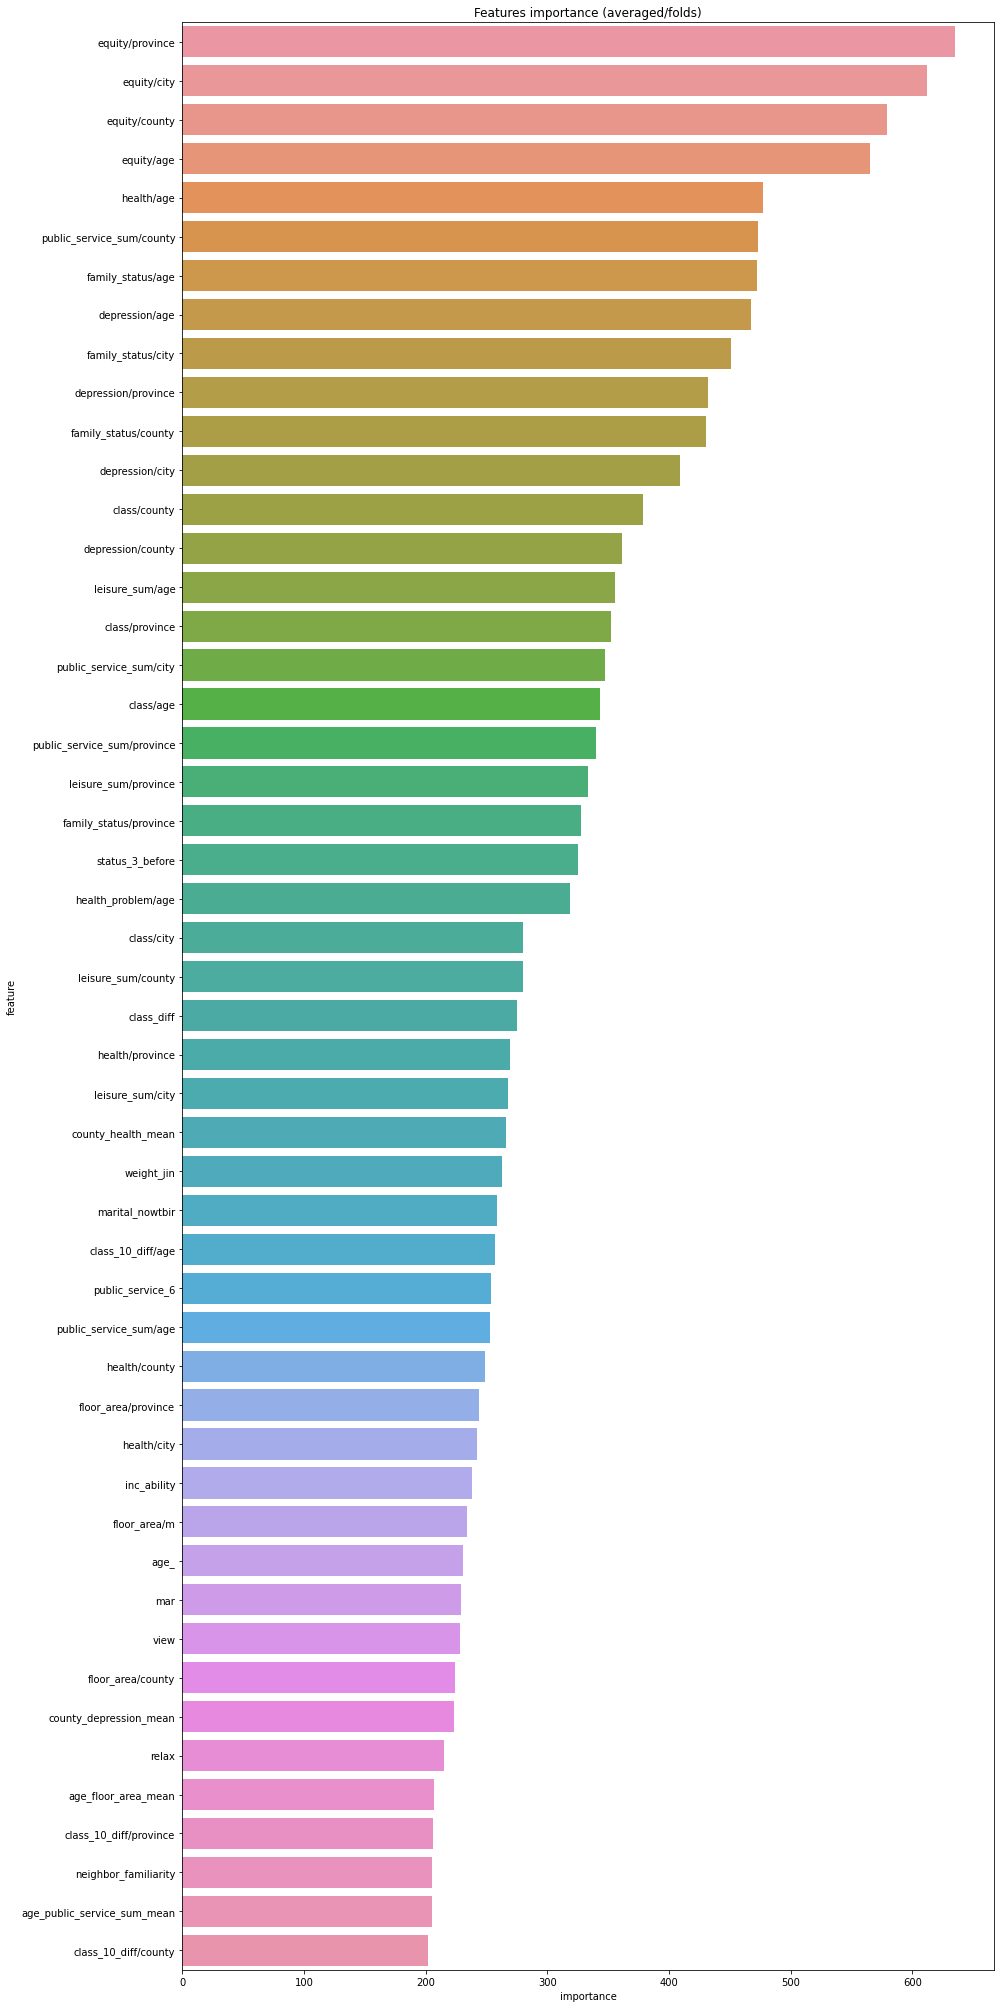 Features importance (averaged/folds)
equity/province
equity/city
equity/county
equity/age
health/age
public_service_sum/county
family_status/age
depression/age
family_status/city
depression/province
family_status/county
depression/city
class/county
depression/county
leisure_sum/age
class/province
public_service_sum/city
class/age
public_service_sum/province
leisure_sum/province
family_status/province
status_3_before
health_problem/age
class/city
leisure_sum/county
class_diff
health/province
leisure_sum/city
county_health_mean
weight_jin
marital_nowtbir
class_10_diff/age
public_service_6
public_service_sum/age
health/county
floor_area/province
health/city
inc_ability
floor_area/m
age_
mar
view
floor_area/county
county_depression_mean
relax
age_floor_area_mean
class_10_diff/province
neighbor_familiarity
age_public_service_sum_mean
class_10_diff/county
feature
0 100 200 300 400 500 600
importance